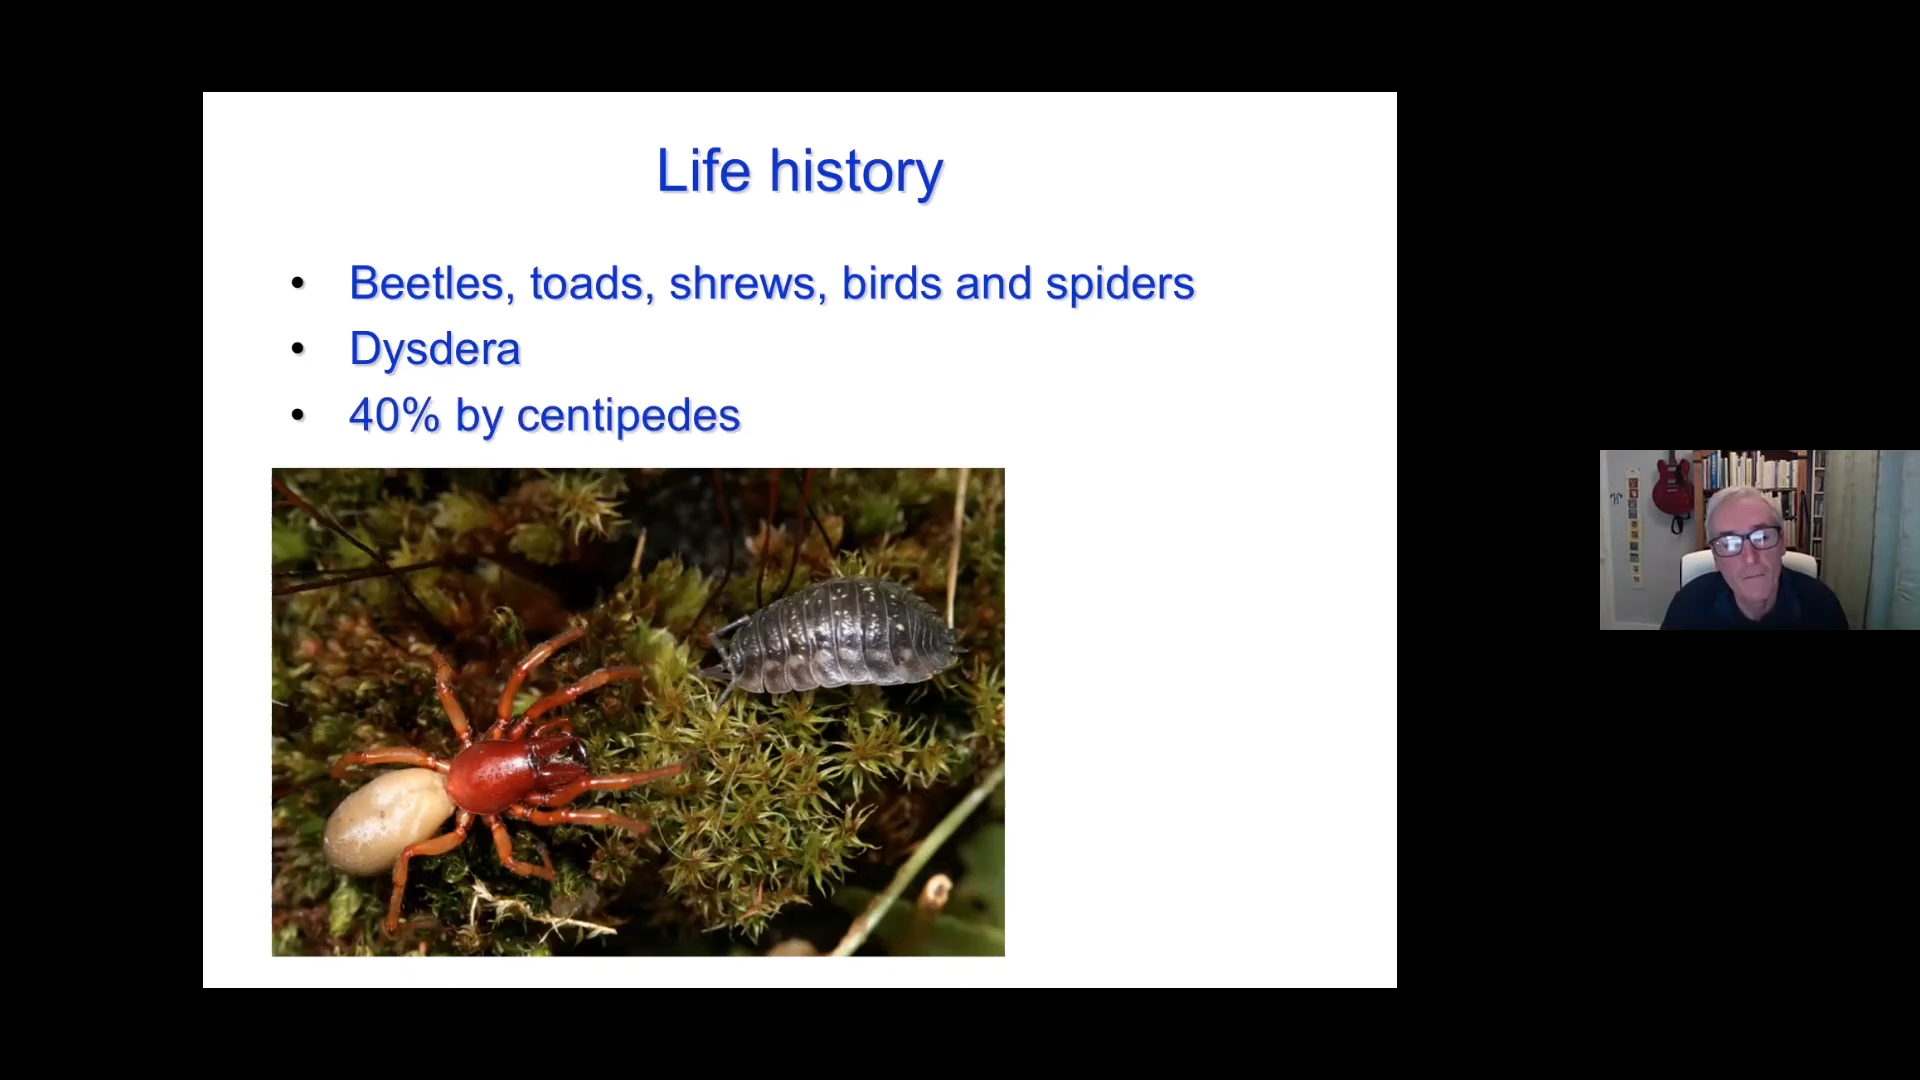 Life history
• Beetles, toads, shrews, birds and spiders
• Dysdera
• 40% by centipedes